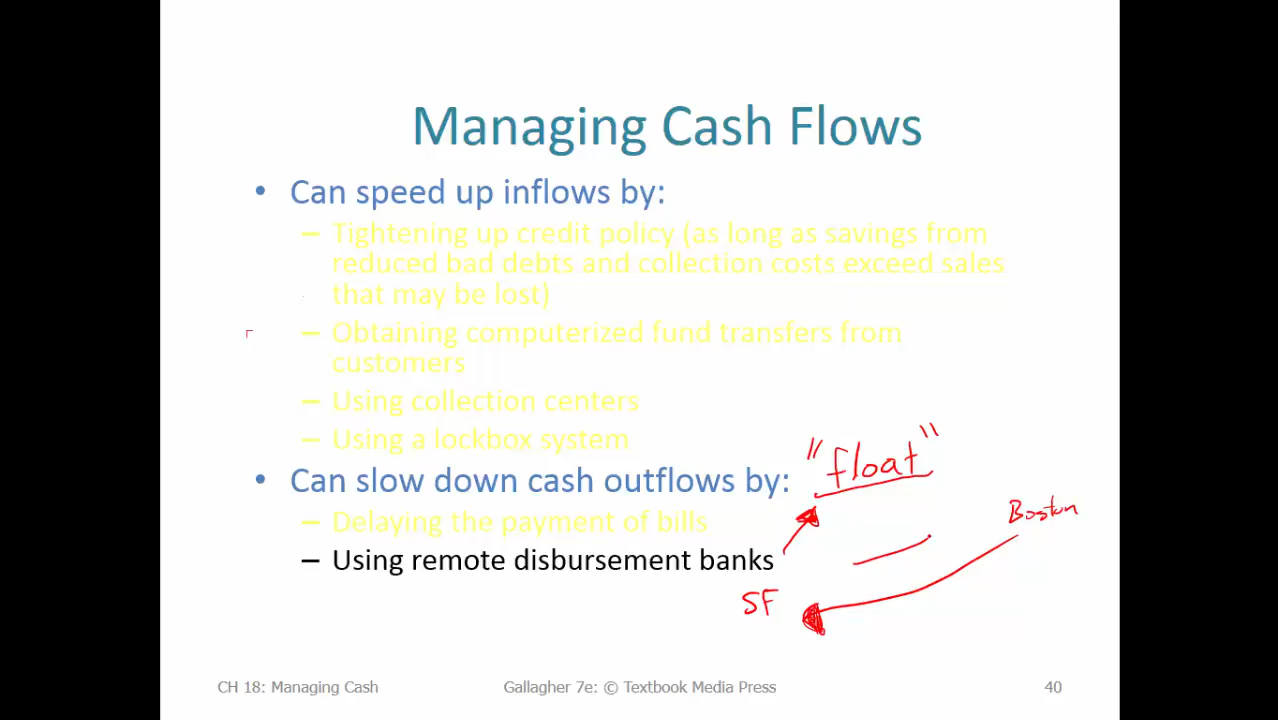 Managing Cash Flows
• Can speed up inflows by:
– Tightening up credit policy (as long as savings from
reduced bad debts and collection costs exceed sales
that may be lost)
– Obtaining computerized fund transfers from
customers
– Using collection centers
– Using a lockbox system
"float"
• Can slow down cash outflows by:
Boston
– Delaying the payment of bills
– Using remote disbursement banks
SF
CH 18: Managing Cash
Gallagher 7e: © Textbook Media Press
40